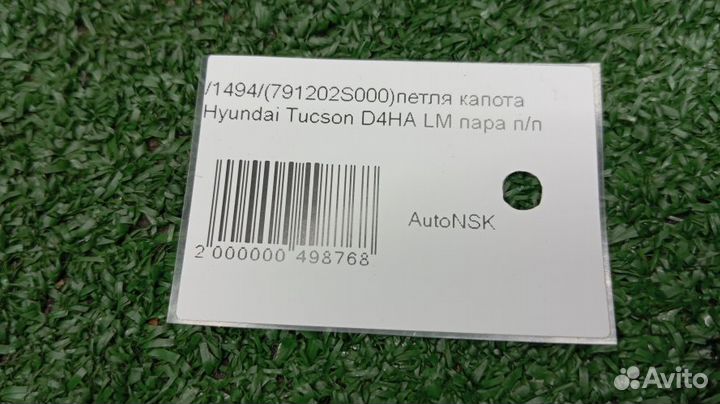 /1494/(791202S000)петля капота
Hyundai Tucson D4HA LM пара п/п
AutoNSK
2 000000 498768
Avito